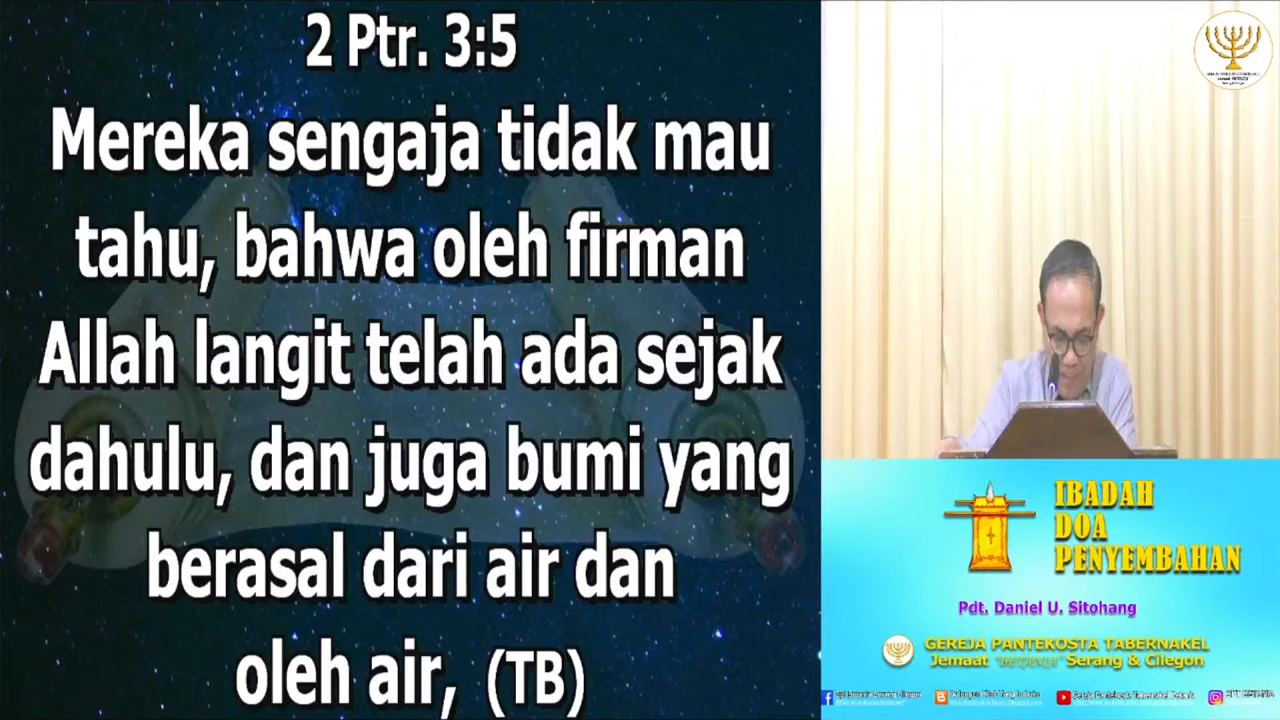 2 Ptr. 3:5
Mereka sengaja tidak mau
tahu, bahwa oleh firman
Allah langit telah ada sejak
dahulu, dan juga bumi yang
berasal dari air dan
oleh air, (TB)
IBADAH
DOA
PENYEMBAHAN
Pdt. Daniel U. Sitohang
GEREJA PANTEKOSTA TABERNAKEL
Jemaat "BETANIA" Serang & Cilegon